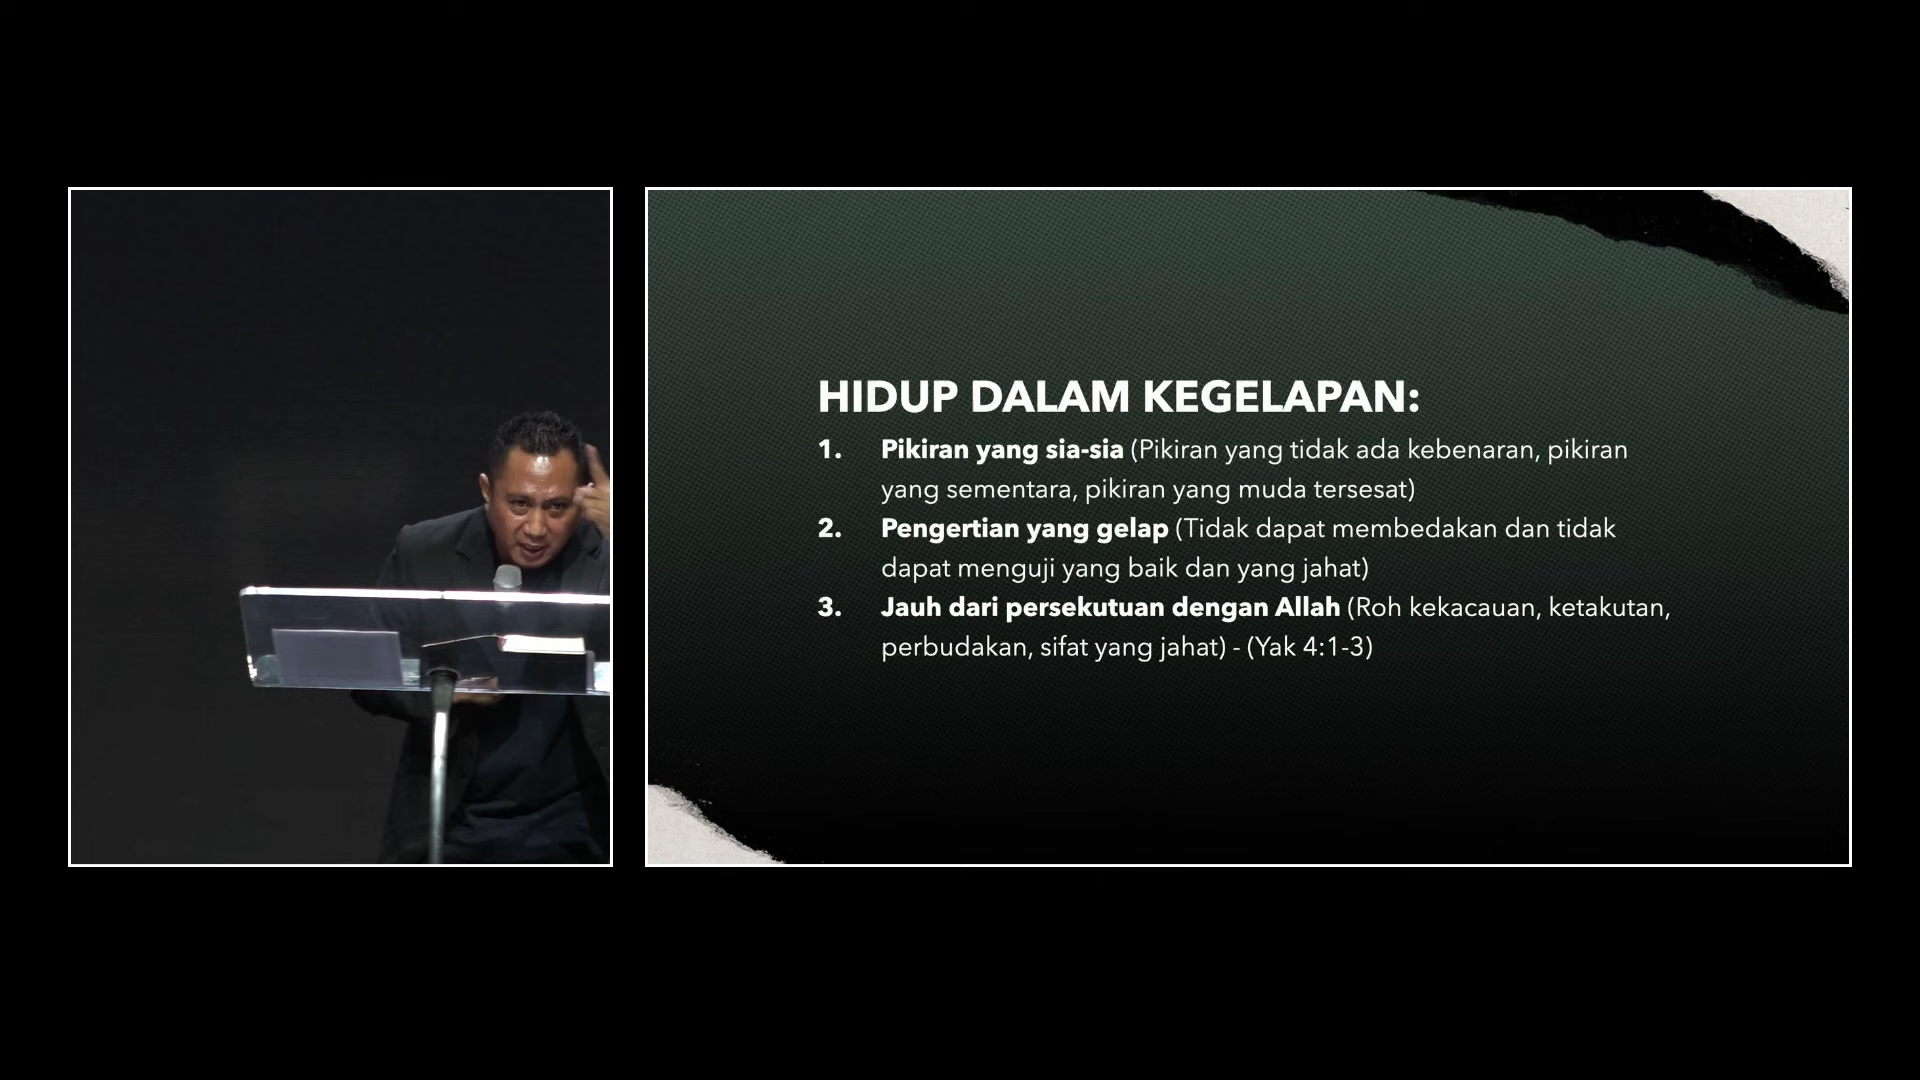 HIDUP DALAM KEGELAPAN:
1. Pikiran yang sia-sia (Pikiran yang tidak ada kebenaran, pikiran
yang sementara, pikiran yang muda tersesat)
2. Pengertian yang gelap (Tidak dapat membedakan dan tidak
dapat menguji yang baik dan yang jahat)
3. Jauh dari persekutuan dengan Allah (Roh kekacauan, ketakutan,
perbudakan, sifat yang jahat) - (Yak 4:1-3)